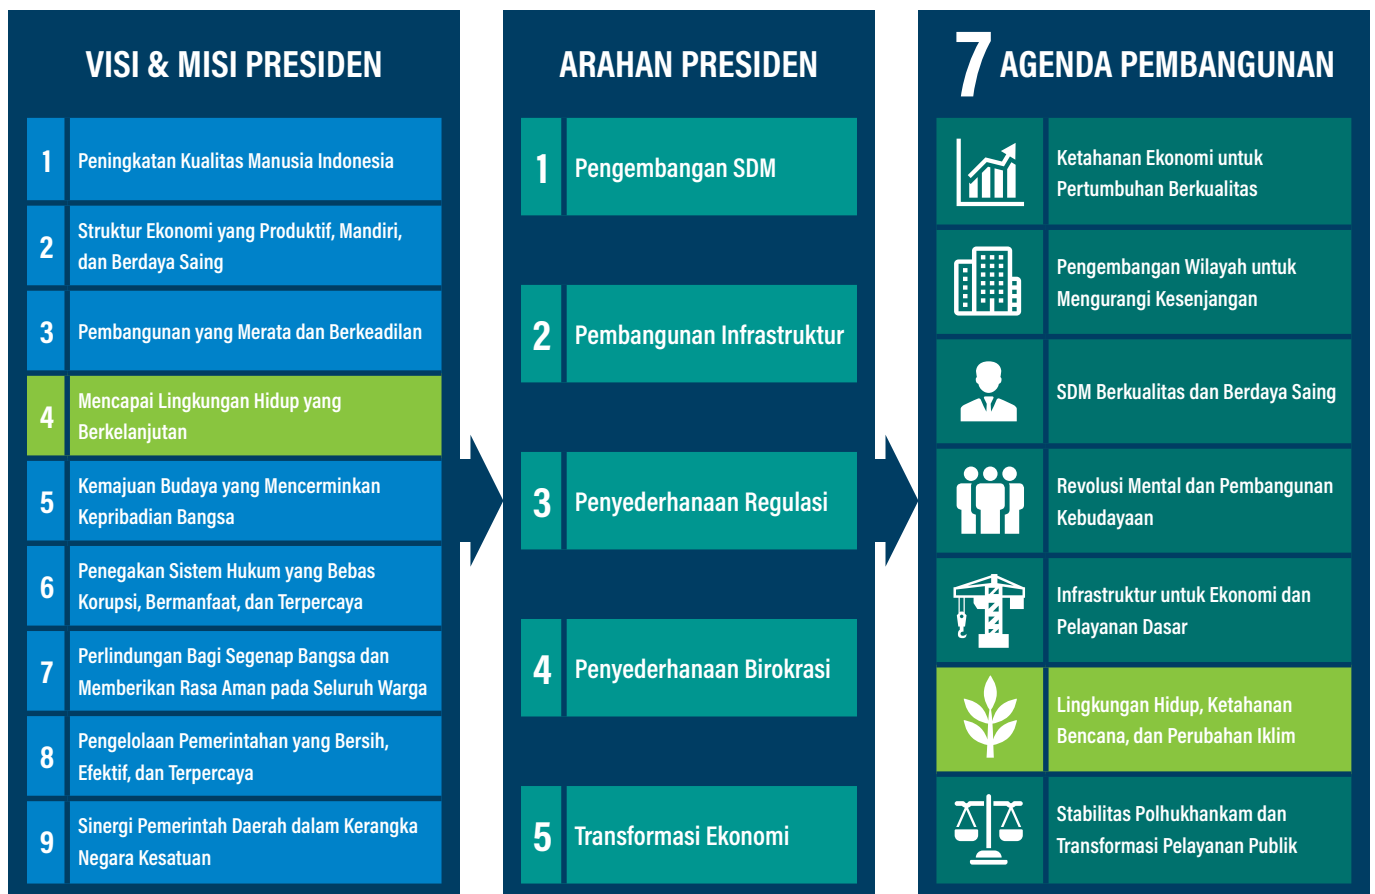 VISI & MISI PRESIDEN
1
Peningkatan Kualitas Manusia Indonesia
2
Struktur Ekonomi yang Produktif, Mandiri,
dan Berdaya Saing
3
Pembangunan yang Merata dan Berkeadilan
4
Mencapai Lingkungan Hidup yang
Berkelanjutan
5
Kemajuan Budaya yang Mencerminkan
Kepribadian Bangsa
6
Penegakan Sistem Hukum yang Bebas
Korupsi, Bermanfaat, dan Terpercaya
7
Perlindungan Bagi Segenap Bangsa dan
Memberikan Rasa Aman pada Seluruh Warga
8
Pengelolaan Pemerintahan yang Bersih,
Efektif, dan Terpercaya
9
Sinergi Pemerintah Daerah dalam Kerangka
Negara Kesatuan
ARAHAN PRESIDEN
1
Pengembangan SDM
2
Pembangunan Infrastruktur
3
Penyederhanaan Regulasi
4
Penyederhanaan Birokrasi
5
Transformasi Ekonomi
7 AGENDA PEMBANGUNAN
Ketahanan Ekonomi untuk
Pertumbuhan Berkualitas
Pengembangan Wilayah untuk
Mengurangi Kesenjangan
SDM Berkualitas dan Berdaya Saing
Revolusi Mental dan Pembangunan
Kebudayaan
Infrastruktur untuk Ekonomi dan
Pelayanan Dasar
Lingkungan Hidup, Ketahanan
Bencana, dan Perubahan Iklim
Stabilitas Polhukhankam dan
Transformasi Pelayanan Publik